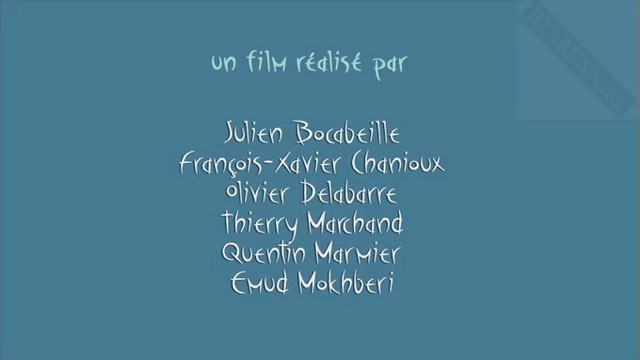 un film réalisé par
Julien Bocabeille
François-Xavier Chanioux
Olivier Delabarre
Thierry Marchand
Quentin Marmier
Emud Mokhberi